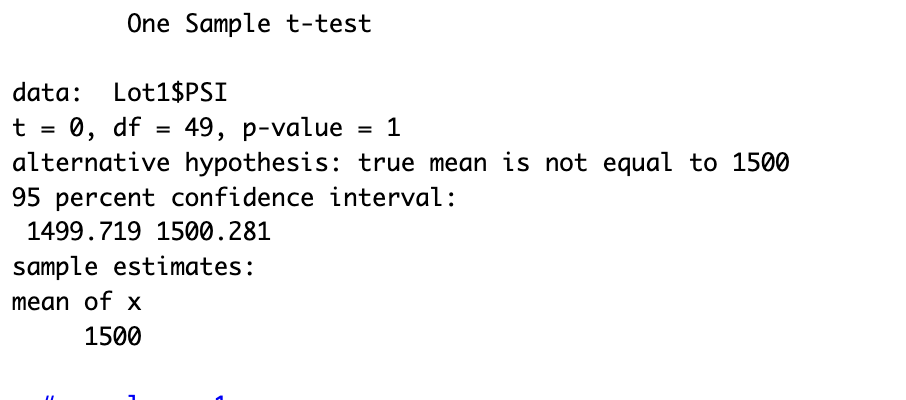 One Sample t-test
data:  Lot1$PSI
t = 0, df = 49, p-value = 1
alternative hypothesis: true mean is not equal to 1500
95 percent confidence interval:
1499.719 1500.281
sample estimates:
mean of x
1500